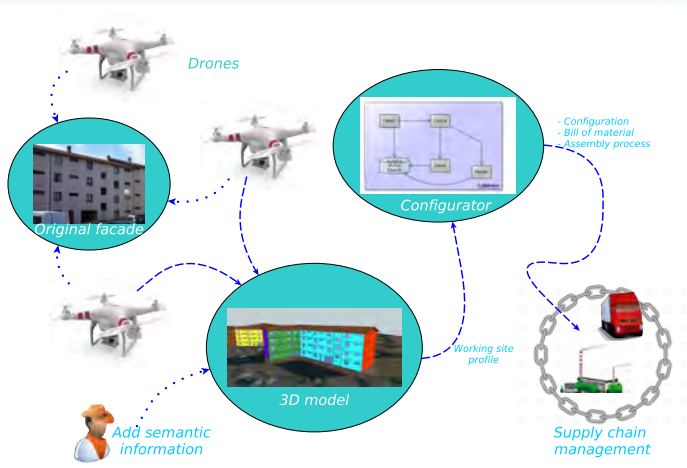 Drones
- Configuration
- Bill of material
- Assembly process
Original facade
Configurator
Working site
profile
3D model
Add semantic
information
Supply chain
management